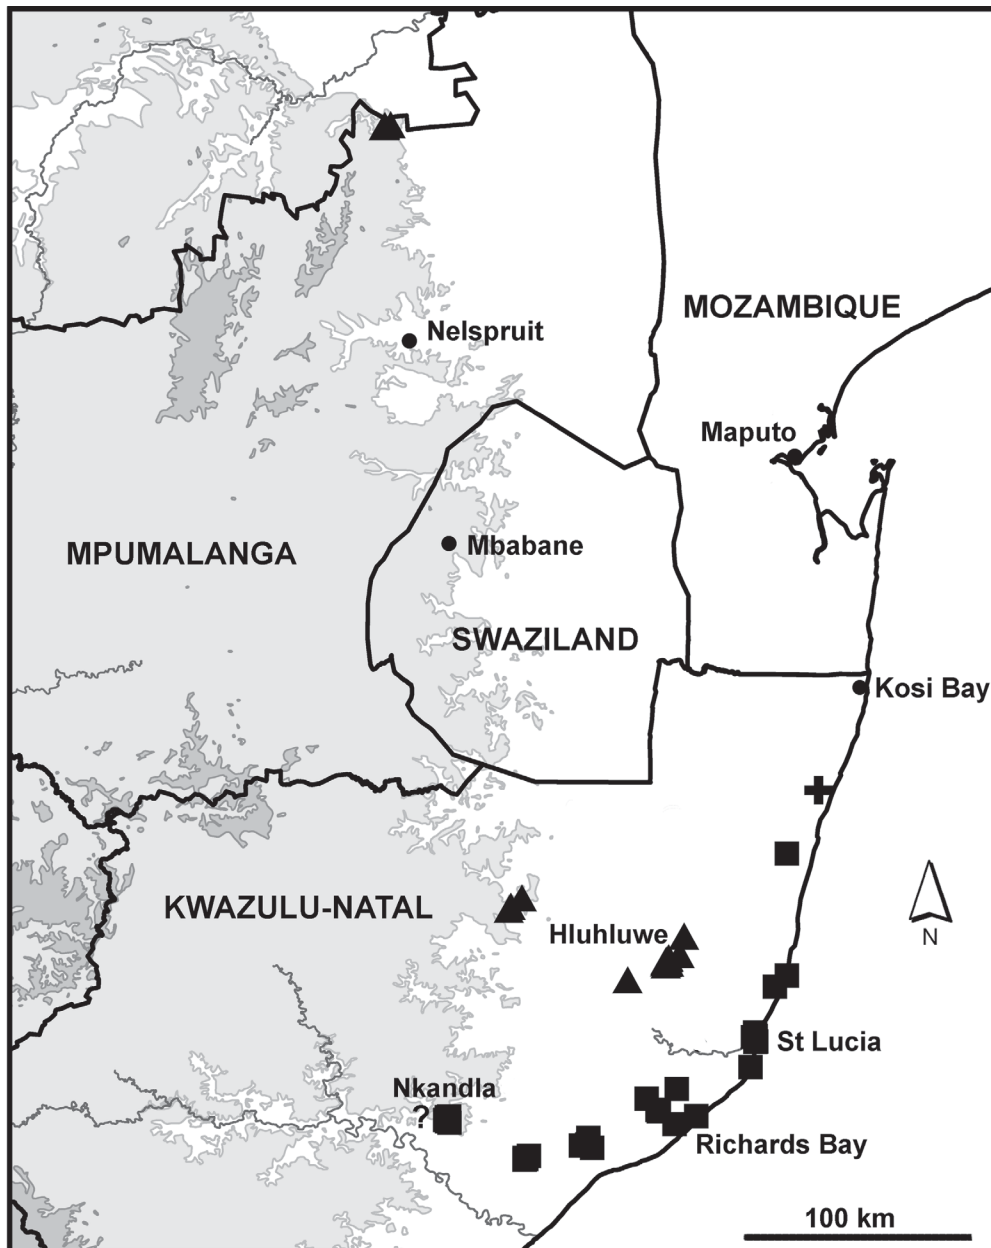 MOZAMBIQUE
Nelspruit
Maputo
Mbabane
MPUMALANGA
SWAZILAND
Kosi Bay
KWAZULU-NATAL
Hluhluwe
N
St Lucia
Nkandla
?
Richards Bay
100 km